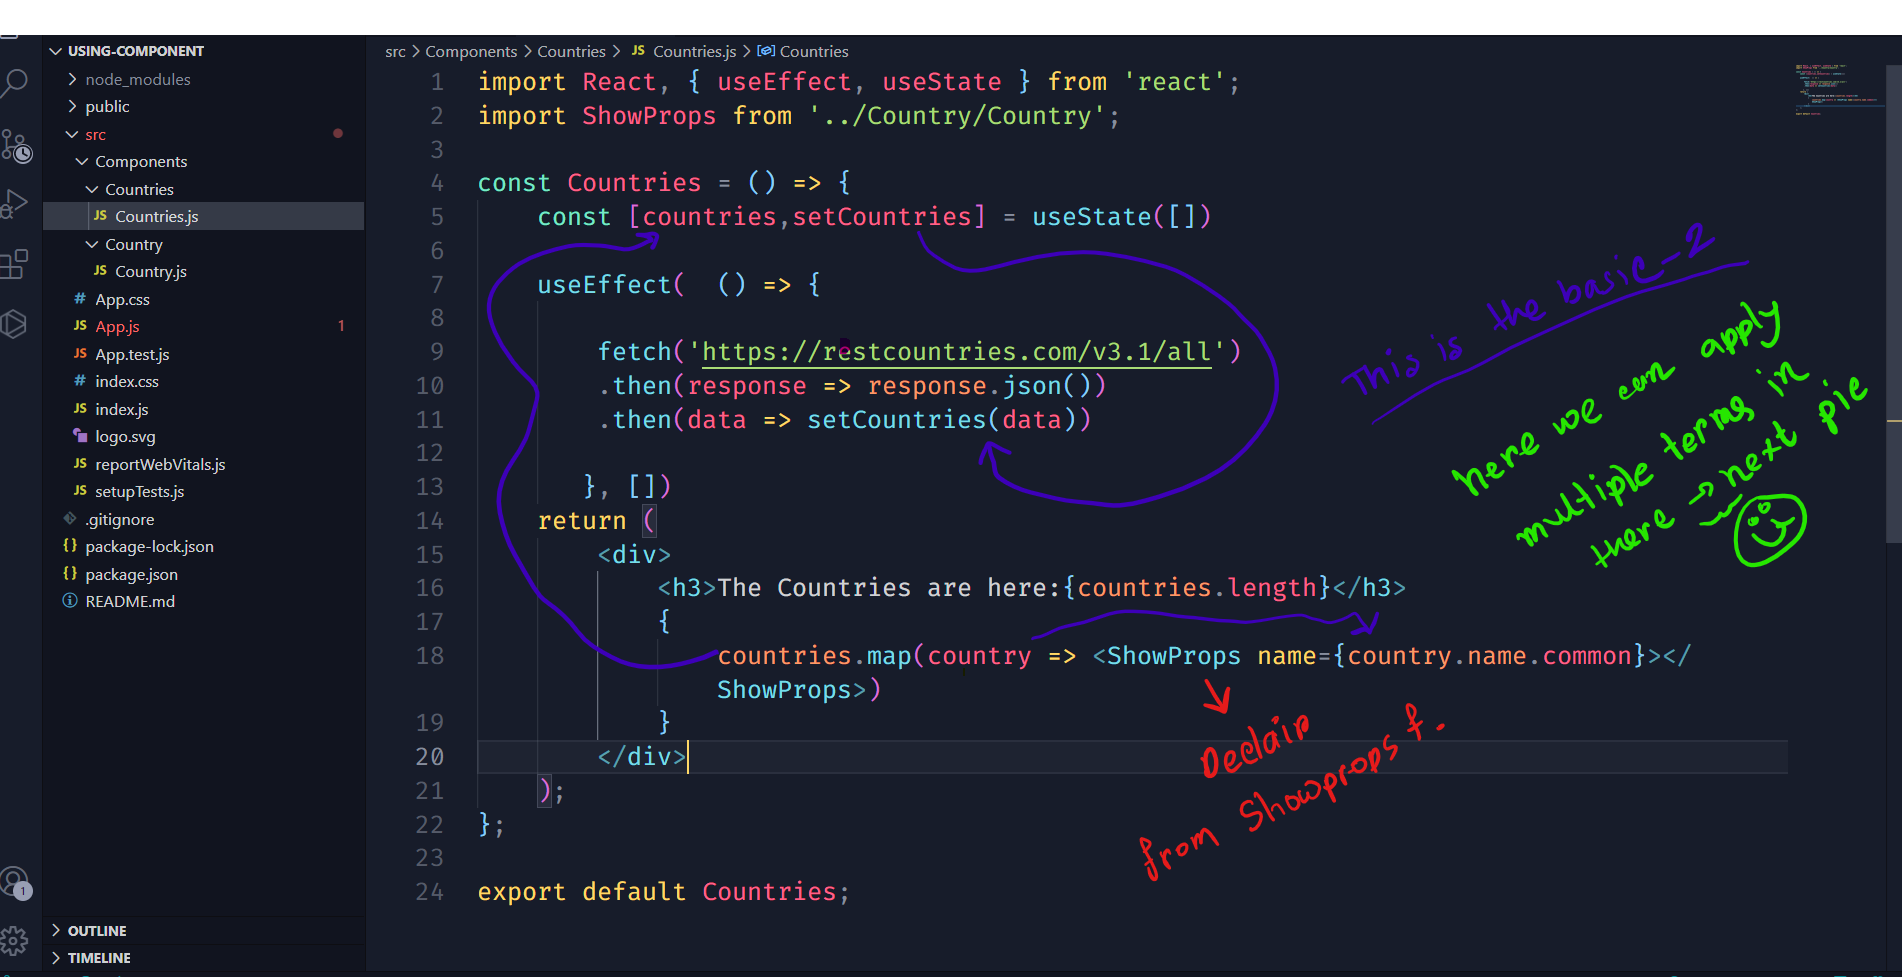 USING-COMPONENT
node_modules
public
src
Components
Countries
JS Countries.js
Country
JS Country.js
# App.css
JS App.js 1
JS App.test.js
# index.css
JS index.js
logo.svg
JS reportWebVitals.js
JS setupTests.js
.gitignore
{} package-lock.json
{} package.json
README.md
OUTLINE
TIMELINE
1
src > Components > Countries > JS Countries.js > Countries
1 import React, { useEffect, useState } from 'react';
2 import ShowProps from '../Country/Country';
3
4 const Countries = () => {
5 const [countries,setCountries] = useState([])
6
7 useEffect( () => {
8
9 fetch('https://restcountries.com/v3.1/all')
10 .then(response => response.json())
11 .then(data => setCountries(data))
12
13 }, [])
14 return (
15 <div>
16 <h3>The Countries are here:{countries.length}</h3>
17 {
18 countries.map(country => <ShowProps name={country.name.common}></
ShowProps>)
19 }
20 </div>
21 );
22 };
23
24 export default Countries;
This is the basic-2
here we can apply
multiple terms in
there → next pie
Declair
from Showprops f.